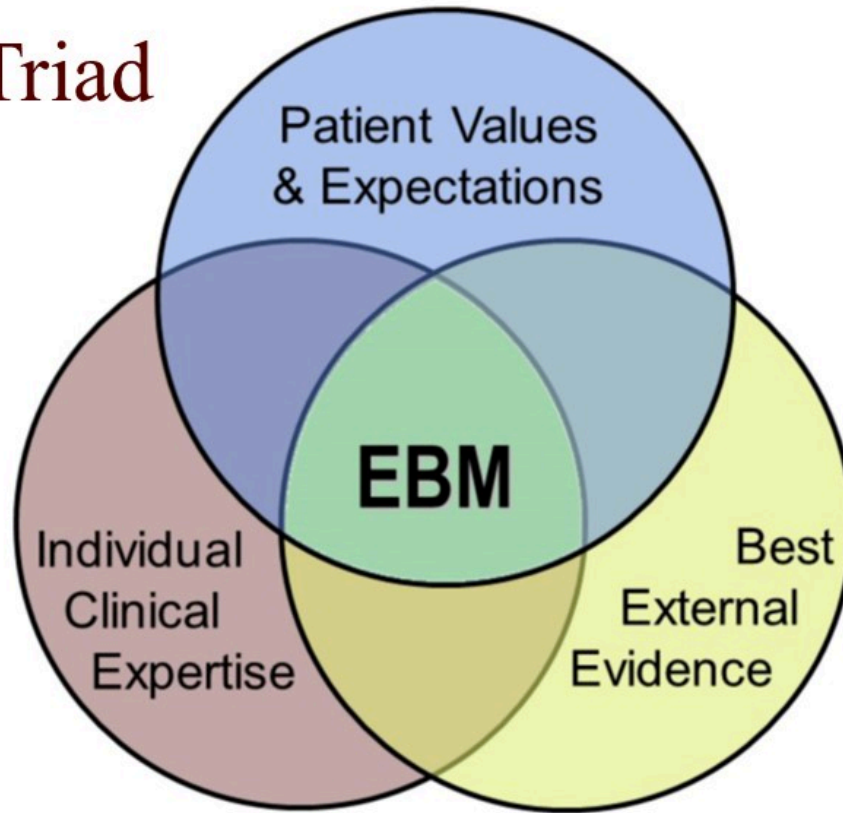 Triad
Patient Values
& Expectations
EBM
Individual
Clinical
Expertise
Best
External
Evidence